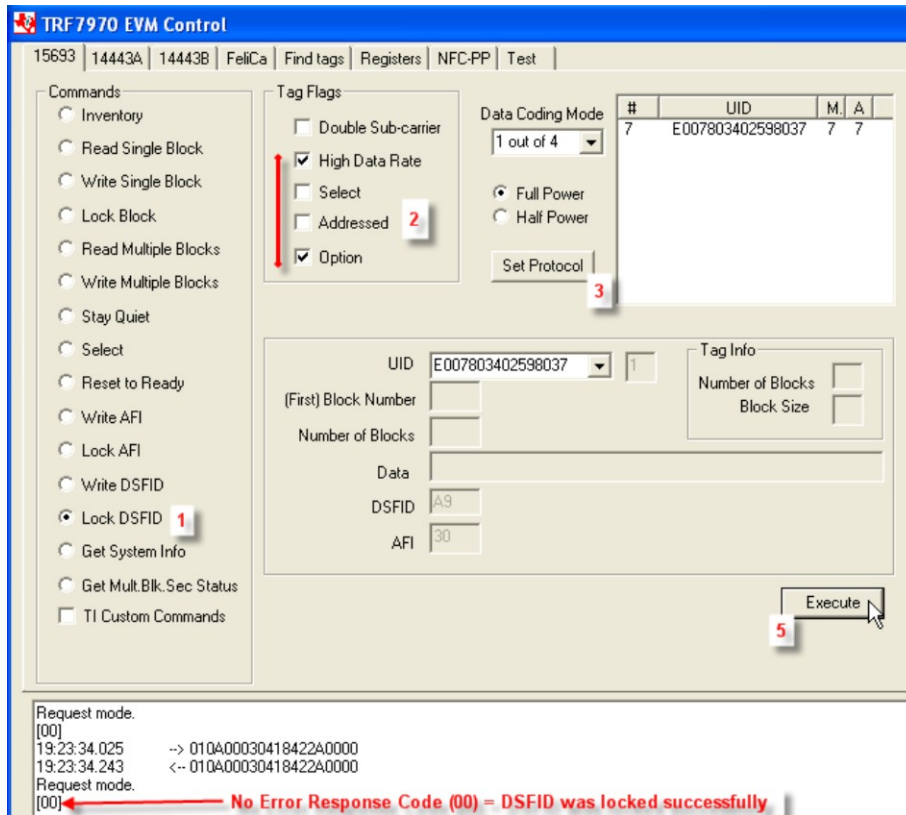 TRF7970 EVM Control
15693 14443A 14443B FeliCa Find tags Registers NFC-PP Test
Commands
Inventory
Read Single Block
Write Single Block
Lock Block
Read Multiple Blocks
Write Multiple Blocks
Stay Quiet
Select
Reset to Ready
Write AFI
Lock AFI
Write DSFID
Lock DSFID 1
Get System Info
Get Mult.Blk.Sec Status
TI Custom Commands
Tag Flags
Double Sub-carrier
High Data Rate
Select
Addressed
Option
2
Data Coding Mode
1 out of 4
Full Power
Half Power
Set Protocol
3
# UID M. A
7 E007803402598037 7 7
UID E007803402598037 1
(First) Block Number
Number of Blocks
Data
DSFID A9
AFI 30
Tag Info
Number of Blocks
Block Size
Execute
5
Request mode.
[00]
19:23:34.025 --> 010A00030418422A0000
19:23:34.243 <-- 010A00030418422A0000
Request mode.
[00] No Error Response Code (00) = DSFID was locked successfully